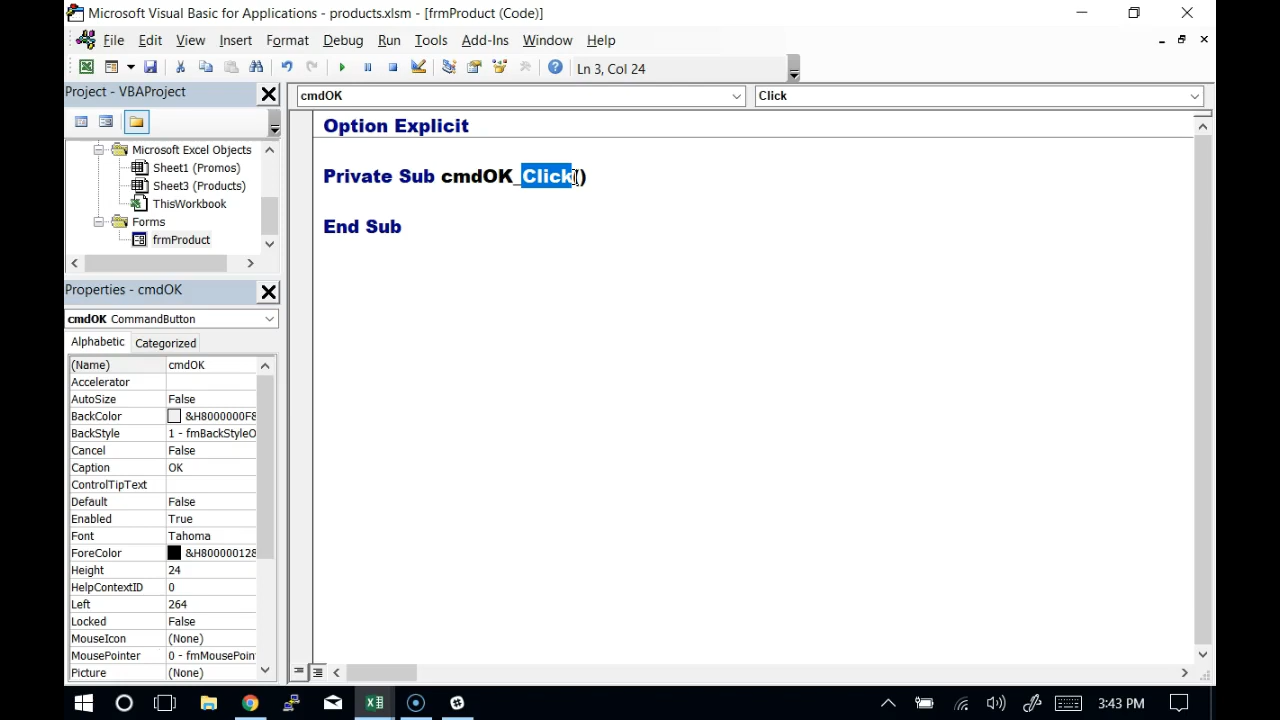 Microsoft Visual Basic for Applications - products.xlsm - [frmProduct (Code)]
File Edit View Insert Format Debug Run Tools Add-Ins Window Help
Ln 3, Col 24
Project - VBAProject
Microsoft Excel Objects
Sheet1 (Promos)
Sheet3 (Products)
ThisWorkbook
Forms
frmProduct
Properties - cmdOK
cmdOK CommandButton
Alphabetic Categorized
(Name) cmdOK
Accelerator
AutoSize False
BackColor &H8000000F&
BackStyle 1 - fmBackStyleO
Cancel False
Caption OK
ControlTipText
Default False
Enabled True
Font Tahoma
ForeColor &H80000012&
Height 24
HelpContextID 0
Left 264
Locked False
MouseIcon (None)
MousePointer 0 - fmMousePoin
Picture (None)
cmdOK Click
Option Explicit
Private Sub cmdOK_Click()
End Sub
3:43 PM